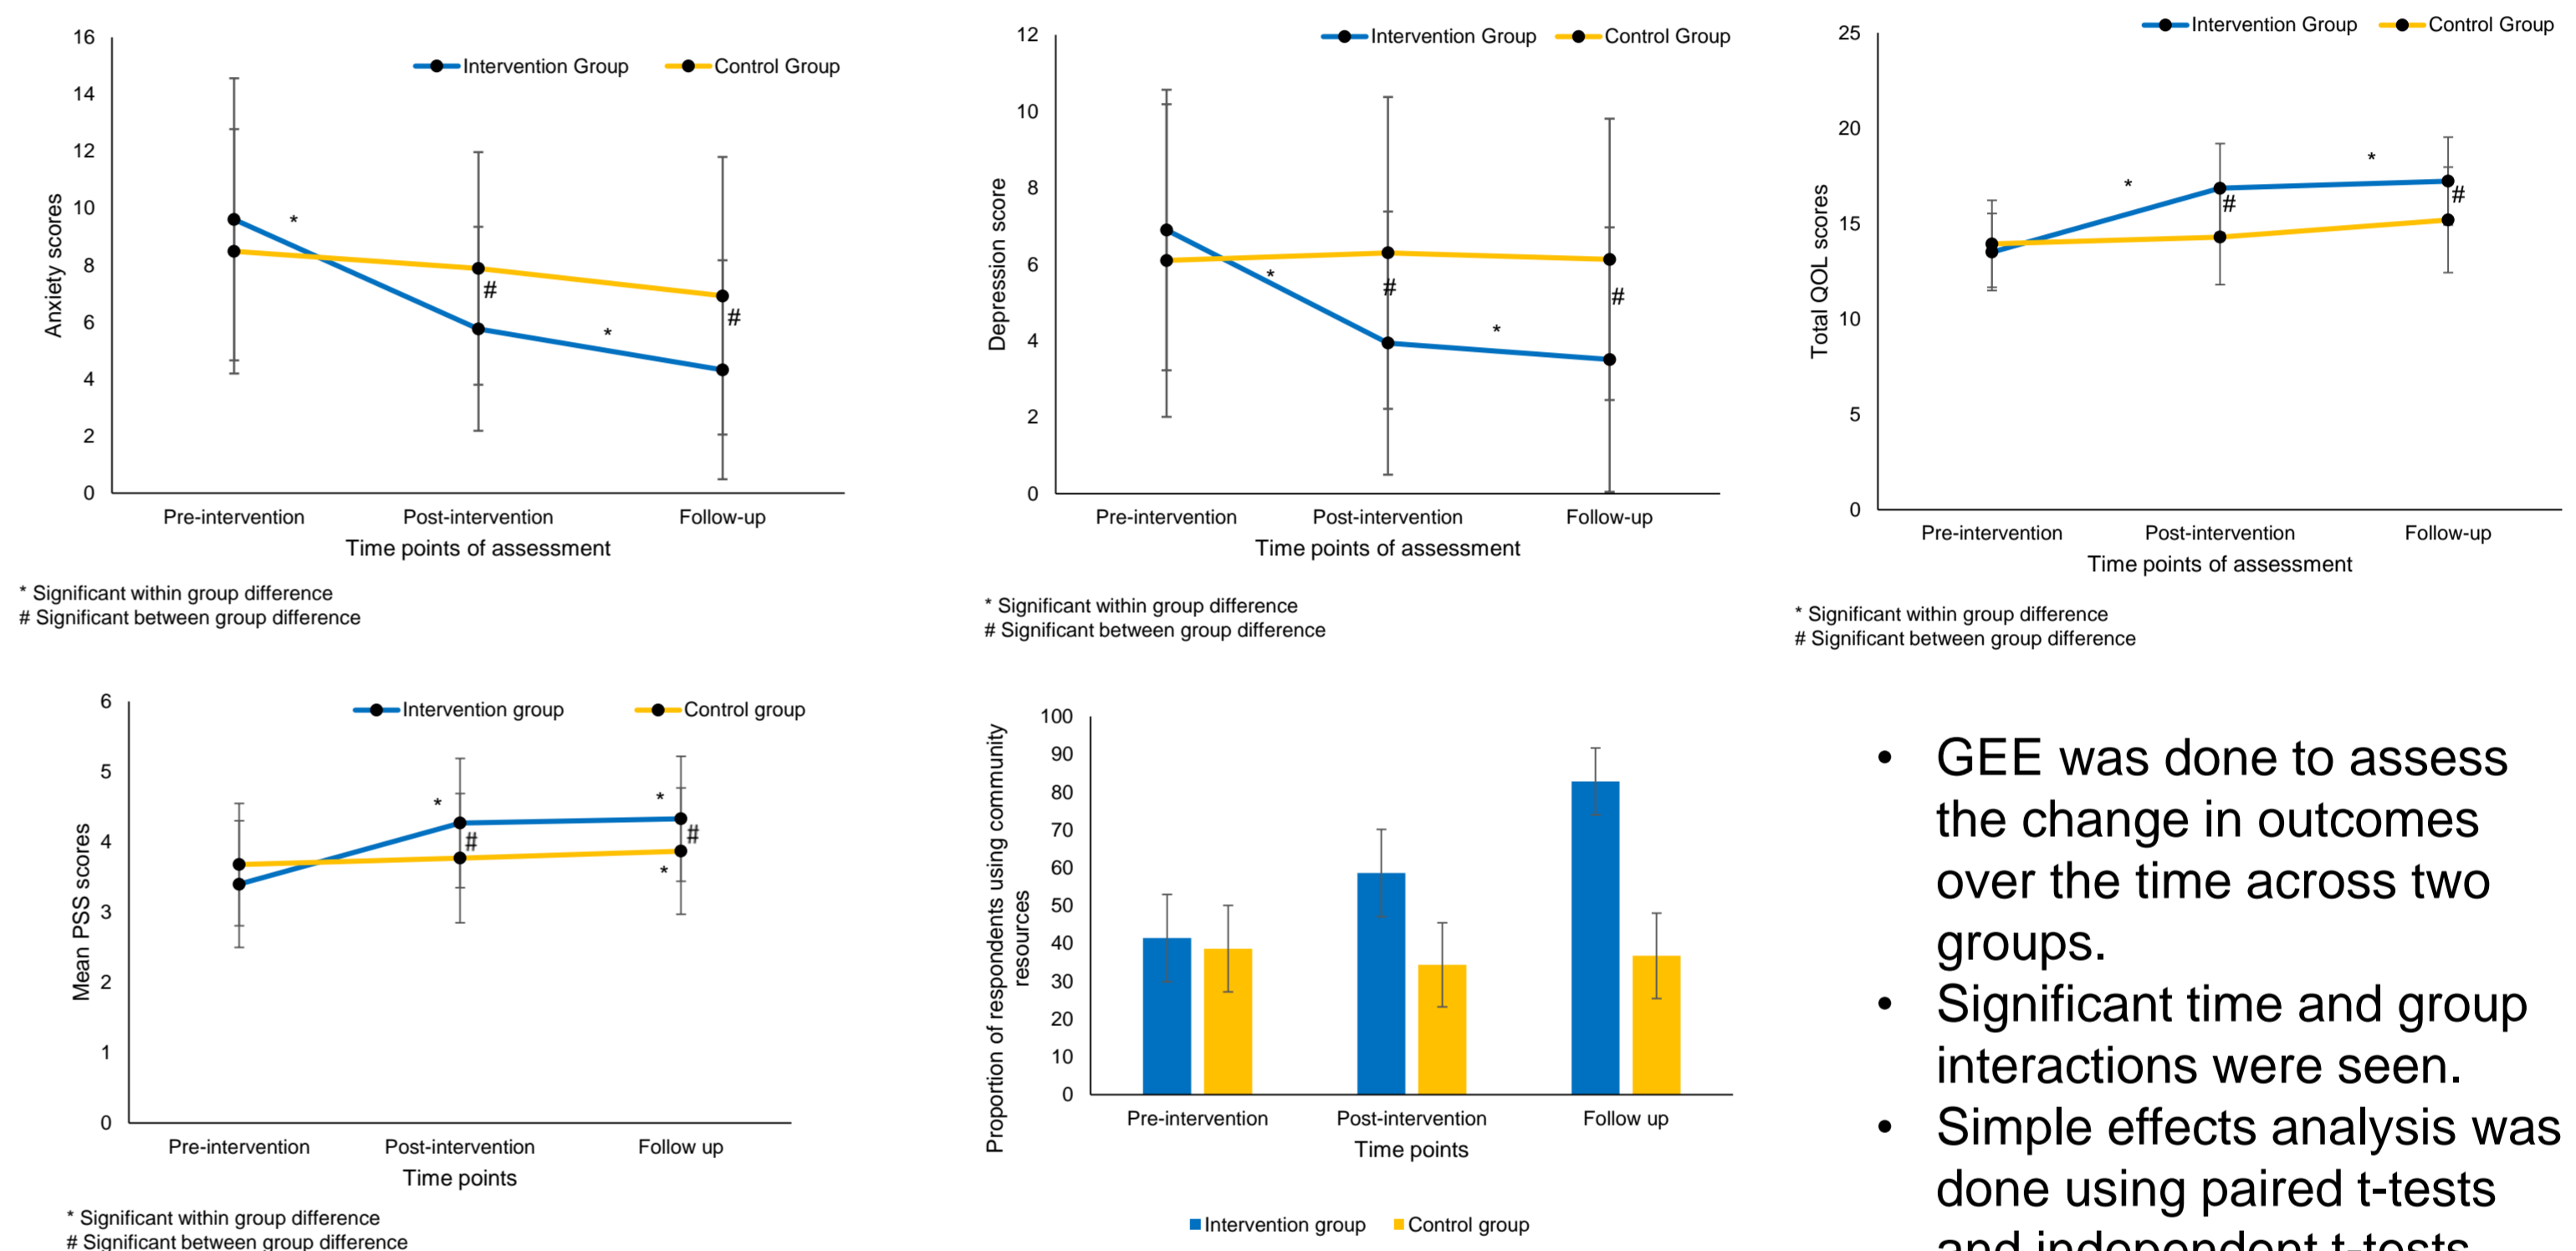 Intervention Group
Control Group
16
14
12
10
8
6
4
2
0
Anxiety scores
*
#
*
#
Pre-intervention
Post-intervention
Follow-up
Time points of assessment
* Significant within group difference
# Significant between group difference
Intervention Group
Control Group
12
10
8
6
4
2
0
Depression score
*
#
*
#
Pre-intervention
Post-intervention
Follow-up
Time points of assessment
* Significant within group difference
# Significant between group difference
Intervention Group
Control Group
25
20
15
10
5
0
Total QOL scores
*
#
*
#
Pre-intervention
Post-intervention
Follow-up
Time points of assessment
* Significant within group difference
# Significant between group difference
Intervention group
Control group
6
5
4
3
2
1
0
Mean PSS scores
*
#
*
#
*
Pre-intervention
Post-intervention
Follow up
Time points
* Significant within group difference
# Significant between group difference
100
90
80
70
60
50
40
30
20
10
0
Proportion of respondents using community
resources
Pre-intervention
Post-intervention
Follow up
Time points
Intervention group
Control group
• GEE was done to assess
the change in outcomes
over the time across two
groups.
• Significant time and group
interactions were seen.
• Simple effects analysis was
done using paired t-tests
and independent t-tests